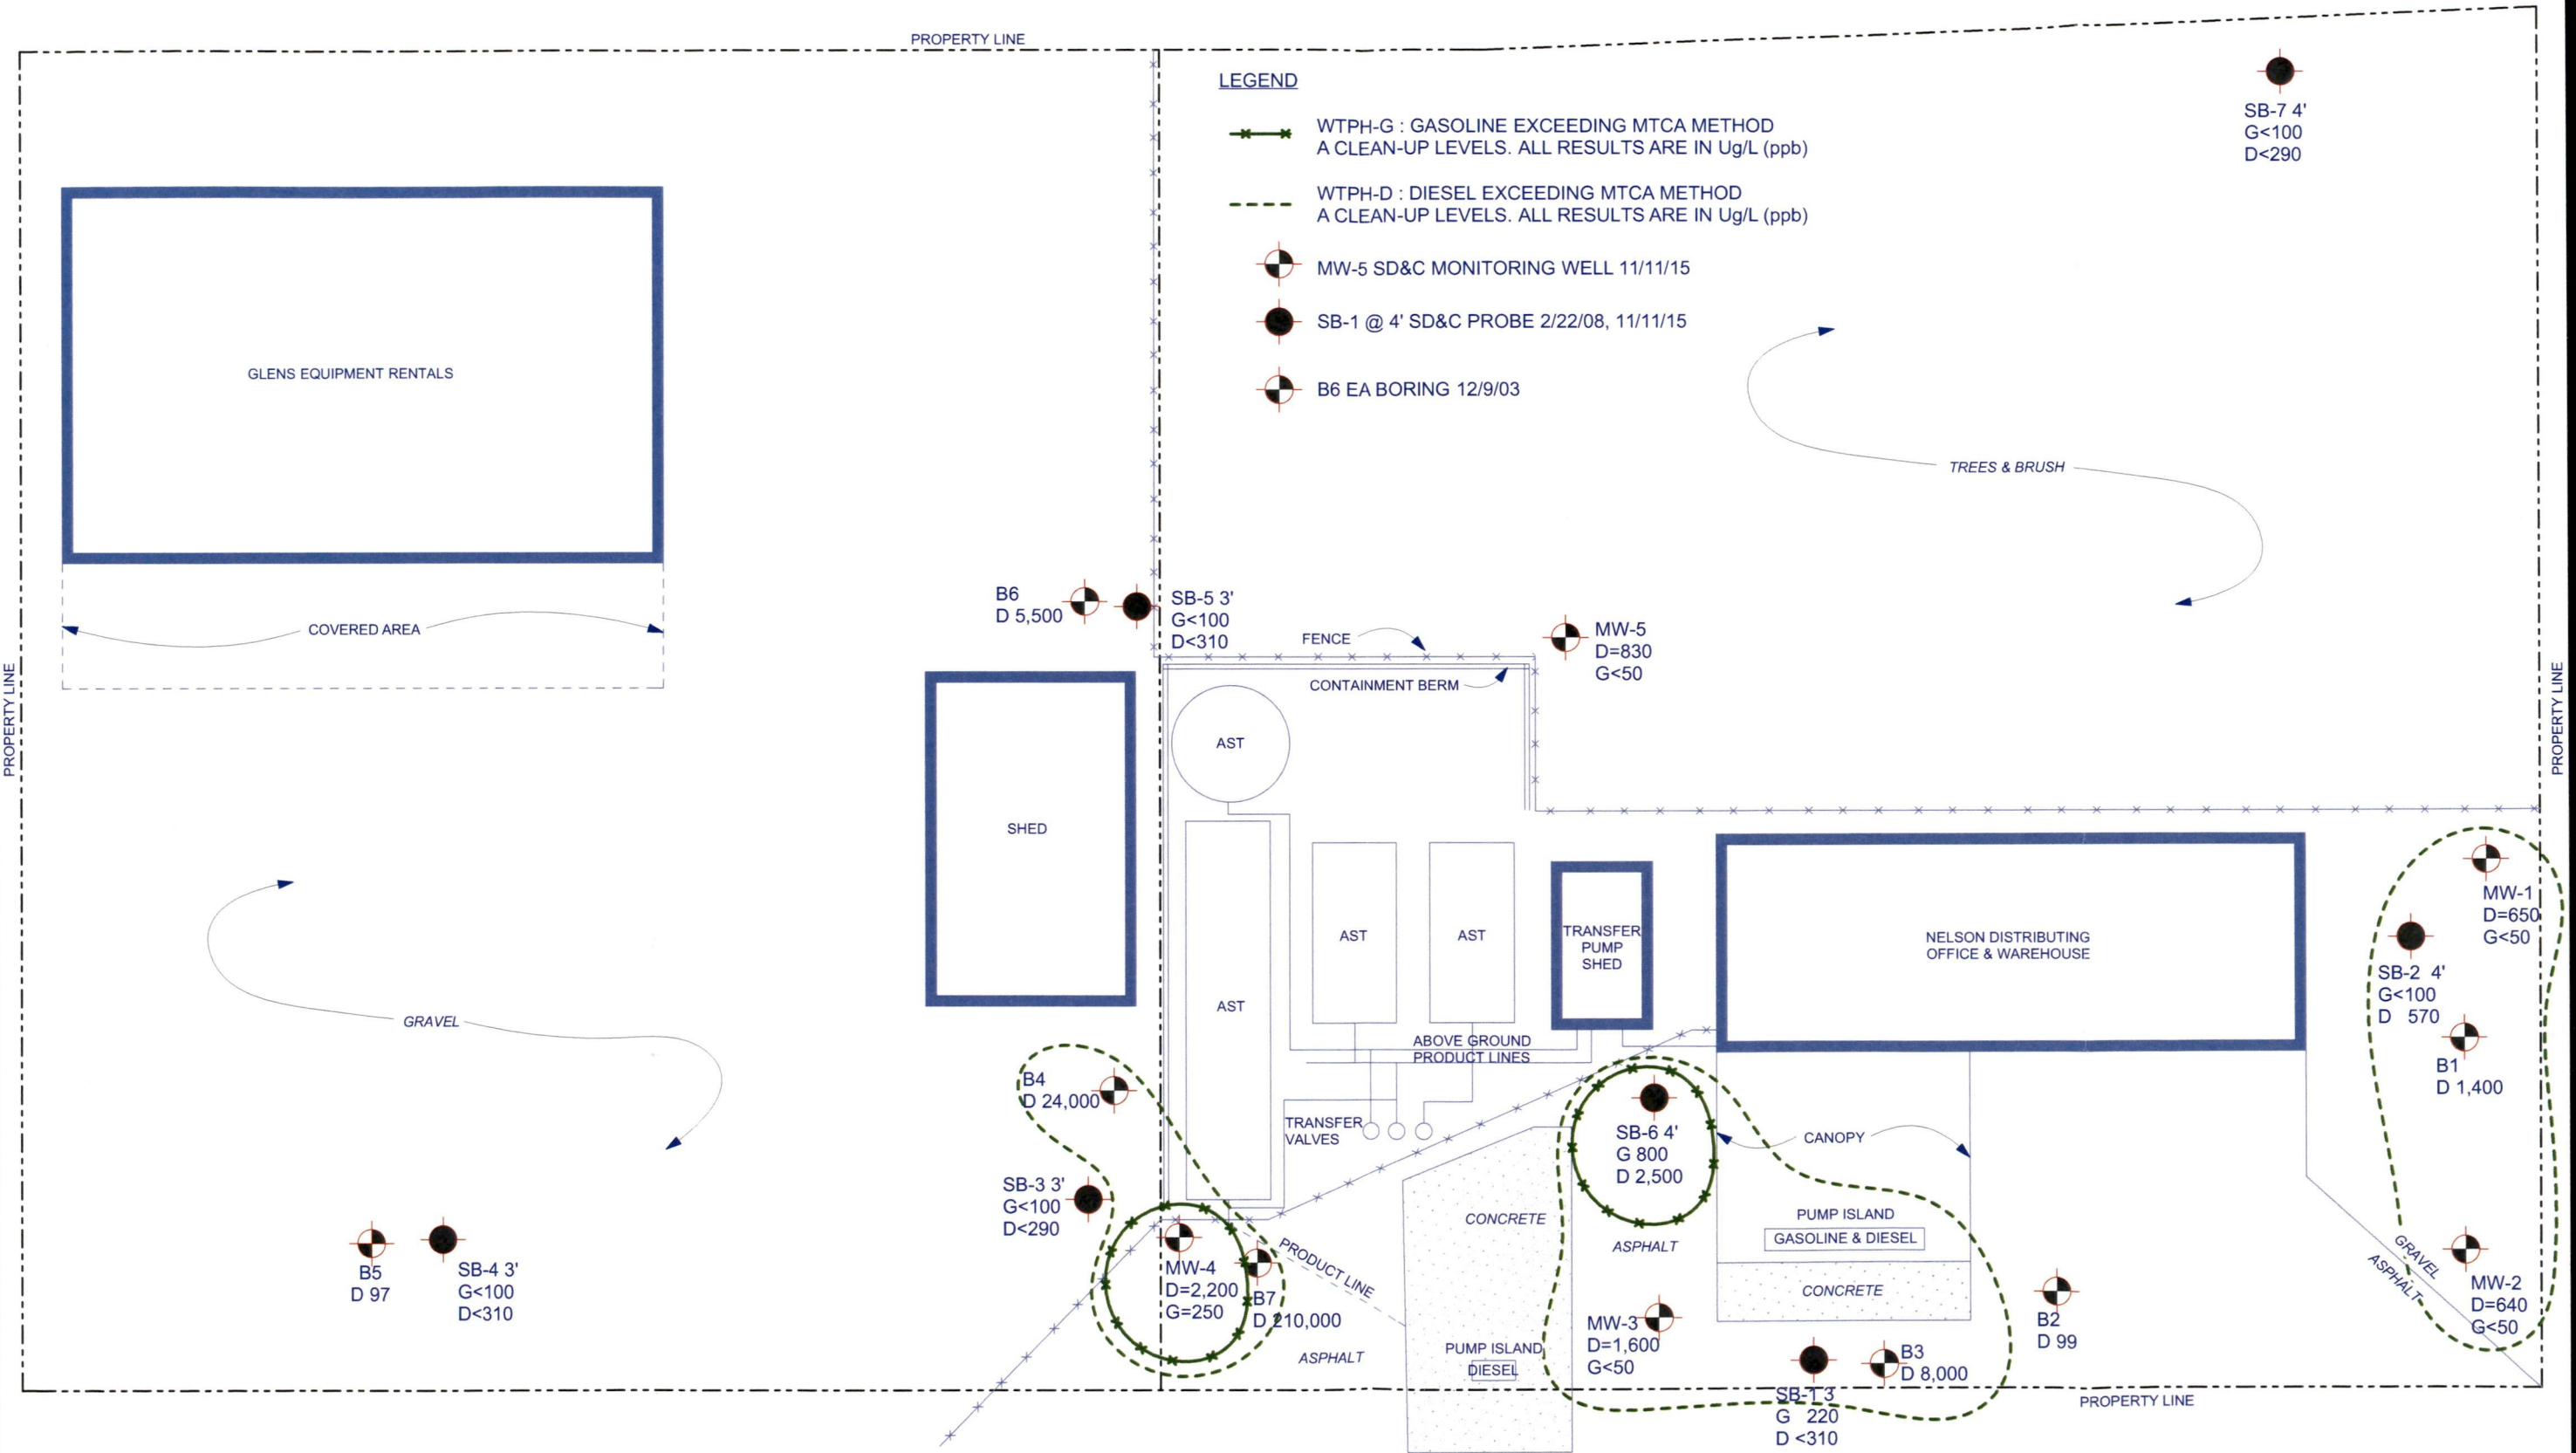 PROPERTY LINE
LEGEND
WTPH-G : GASOLINE EXCEEDING MTCA METHOD
A CLEAN-UP LEVELS. ALL RESULTS ARE IN Ug/L (ppb)
WTPH-D : DIESEL EXCEEDING MTCA METHOD
A CLEAN-UP LEVELS. ALL RESULTS ARE IN Ug/L (ppb)
MW-5 SD&C MONITORING WELL 11/11/15
SB-1 @ 4' SD&C PROBE 2/22/08, 11/11/15
B6 EA BORING 12/9/03
SB-7 4'
G<100
D<290
GLENS EQUIPMENT RENTALS
TREES & BRUSH
COVERED AREA
B6
D 5,500
SB-5 3'
G<100
D<310
FENCE
CONTAINMENT BERM
MW-5
D=830
G<50
PROPERTY LINE
PROPERTY LINE
AST
SHED
AST
AST
AST
TRANSFER
PUMP
SHED
NELSON DISTRIBUTING
OFFICE & WAREHOUSE
MW-1
D=650
G<50
SB-2 4'
G<100
D 570
B1
D 1,400
GRAVEL
ABOVE GROUND
PRODUCT LINES
B4
D 24,000
TRANSFER
VALVES
SB-6 4'
G 800
D 2,500
CANOPY
SB-3 3'
G<100
D<290
CONCRETE
ASPHALT
PUMP ISLAND
GASOLINE & DIESEL
CONCRETE
B5
D 97
SB-4 3'
G<100
D<310
MW-4
D=2,200
G=250
B7
D 210,000
PRODUCT LINE
ASPHALT
PUMP ISLAND
DIESEL
MW-3
D=1,600
G<50
B3
D 8,000
SB-1 3
G 220
D <310
B2
D 99
GRAVEL
ASPHALT
MW-2
D=640
G<50
PROPERTY LINE